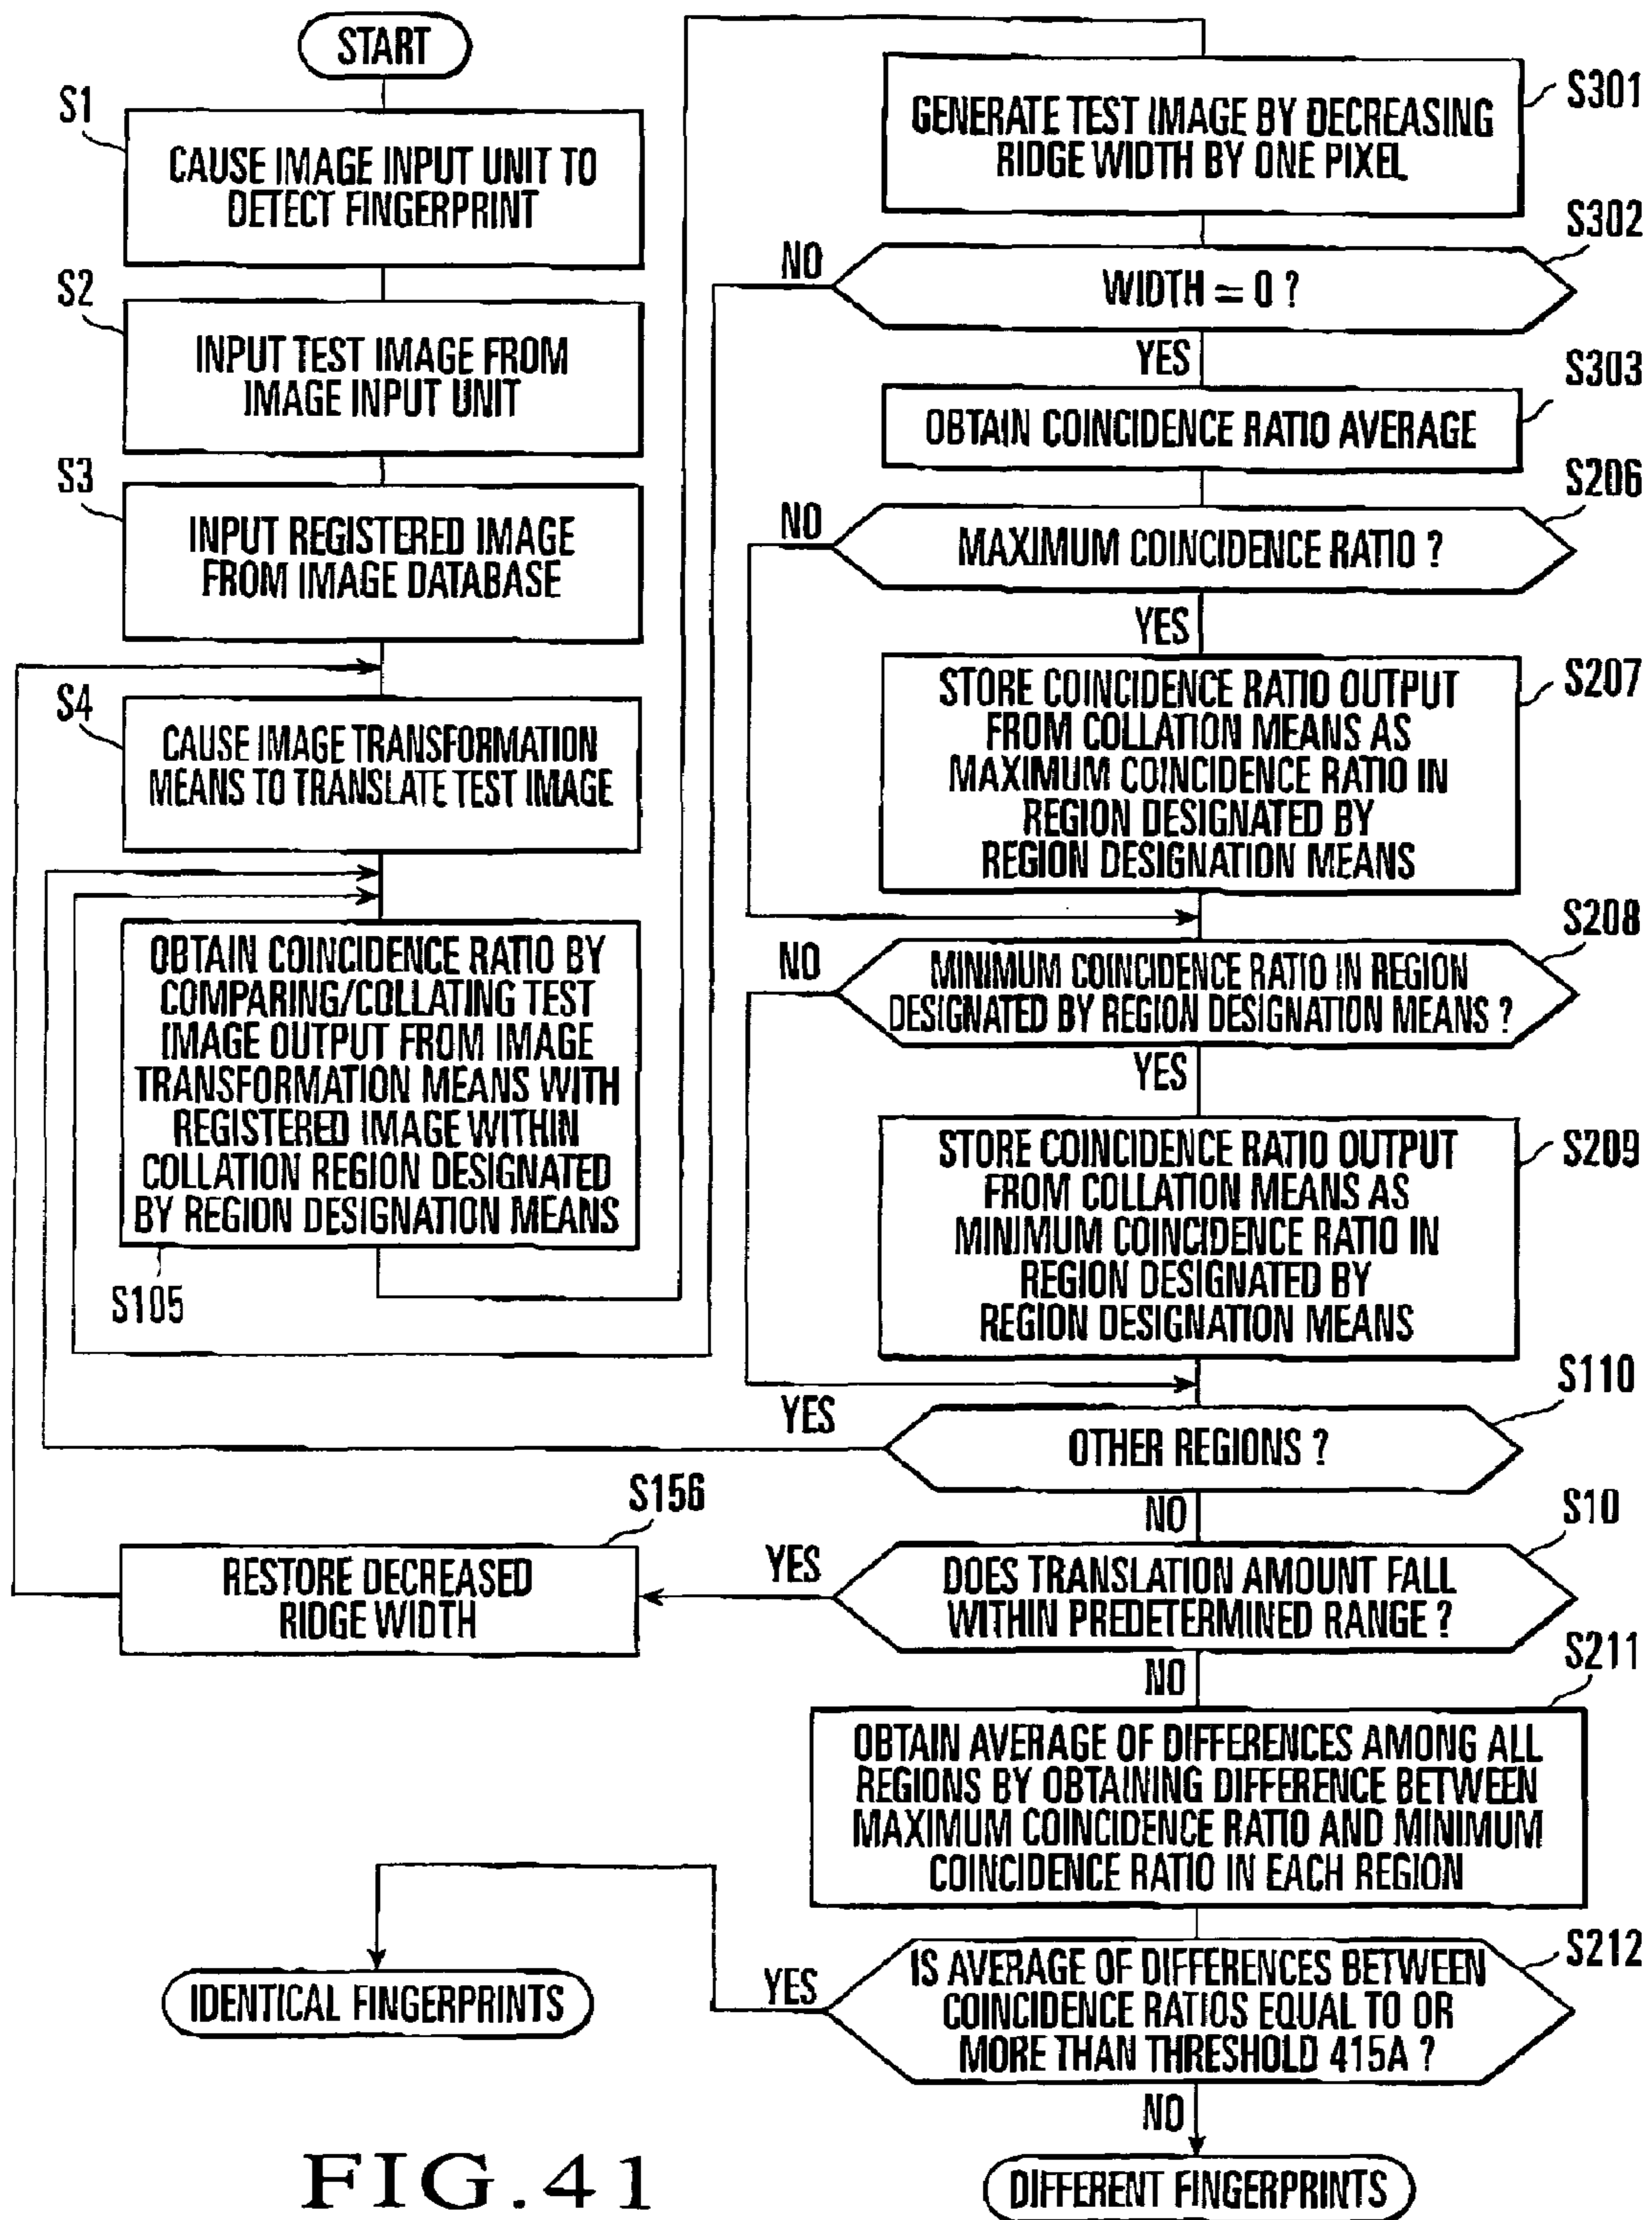 START
S1
CAUSE IMAGE INPUT UNIT TO
DETECT FINGERPRINT
S2
INPUT TEST IMAGE FROM
IMAGE INPUT UNIT
S3
INPUT REGISTERED IMAGE
FROM IMAGE DATABASE
S4
CAUSE IMAGE TRANSFORMATION
MEANS TO TRANSLATE TEST IMAGE
OBTAIN COINCIDENCE RATIO BY
COMPARING/COLLATING TEST
IMAGE OUTPUT FROM IMAGE
TRANSFORMATION MEANS WITH
REGISTERED IMAGE WITHIN
COLLATION REGION DESIGNATED
BY REGION DESIGNATION MEANS
S105
S301
GENERATE TEST IMAGE BY DECREASING
RIDGE WIDTH BY ONE PIXEL
S302
NO
WIDTH = 0 ?
YES
S303
OBTAIN COINCIDENCE RATIO AVERAGE
S206
NO
MAXIMUM COINCIDENCE RATIO ?
YES
S207
STORE COINCIDENCE RATIO OUTPUT
FROM COLLATION MEANS AS
MAXIMUM COINCIDENCE RATIO IN
REGION DESIGNATED BY
REGION DESIGNATION MEANS
S208
NO
MINIMUM COINCIDENCE RATIO IN REGION
DESIGNATED BY REGION DESIGNATION MEANS ?
YES
S209
STORE COINCIDENCE RATIO OUTPUT
FROM COLLATION MEANS AS
MINIMUM COINCIDENCE RATIO IN
REGION DESIGNATED BY
REGION DESIGNATION MEANS
S110
YES
OTHER REGIONS ?
NO
S10
YES
DOES TRANSLATION AMOUNT FALL
WITHIN PREDETERMINED RANGE ?
NO
S156
RESTORE DECREASED
RIDGE WIDTH
S211
OBTAIN AVERAGE OF DIFFERENCES AMONG ALL
REGIONS BY OBTAINING DIFFERENCE BETWEEN
MAXIMUM COINCIDENCE RATIO AND MINIMUM
COINCIDENCE RATIO IN EACH REGION
S212
YES
IS AVERAGE OF DIFFERENCES BETWEEN
COINCIDENCE RATIOS EQUAL TO OR
MORE THAN THRESHOLD 415A ?
NO
IDENTICAL FINGERPRINTS
DIFFERENT FINGERPRINTS
FIG.41